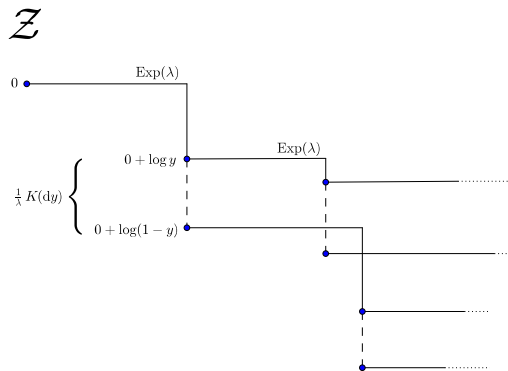 𝒵
Exp(λ)
0
Exp(λ)
0 + log y
1/λ K(dy) {
0 + log(1 − y)